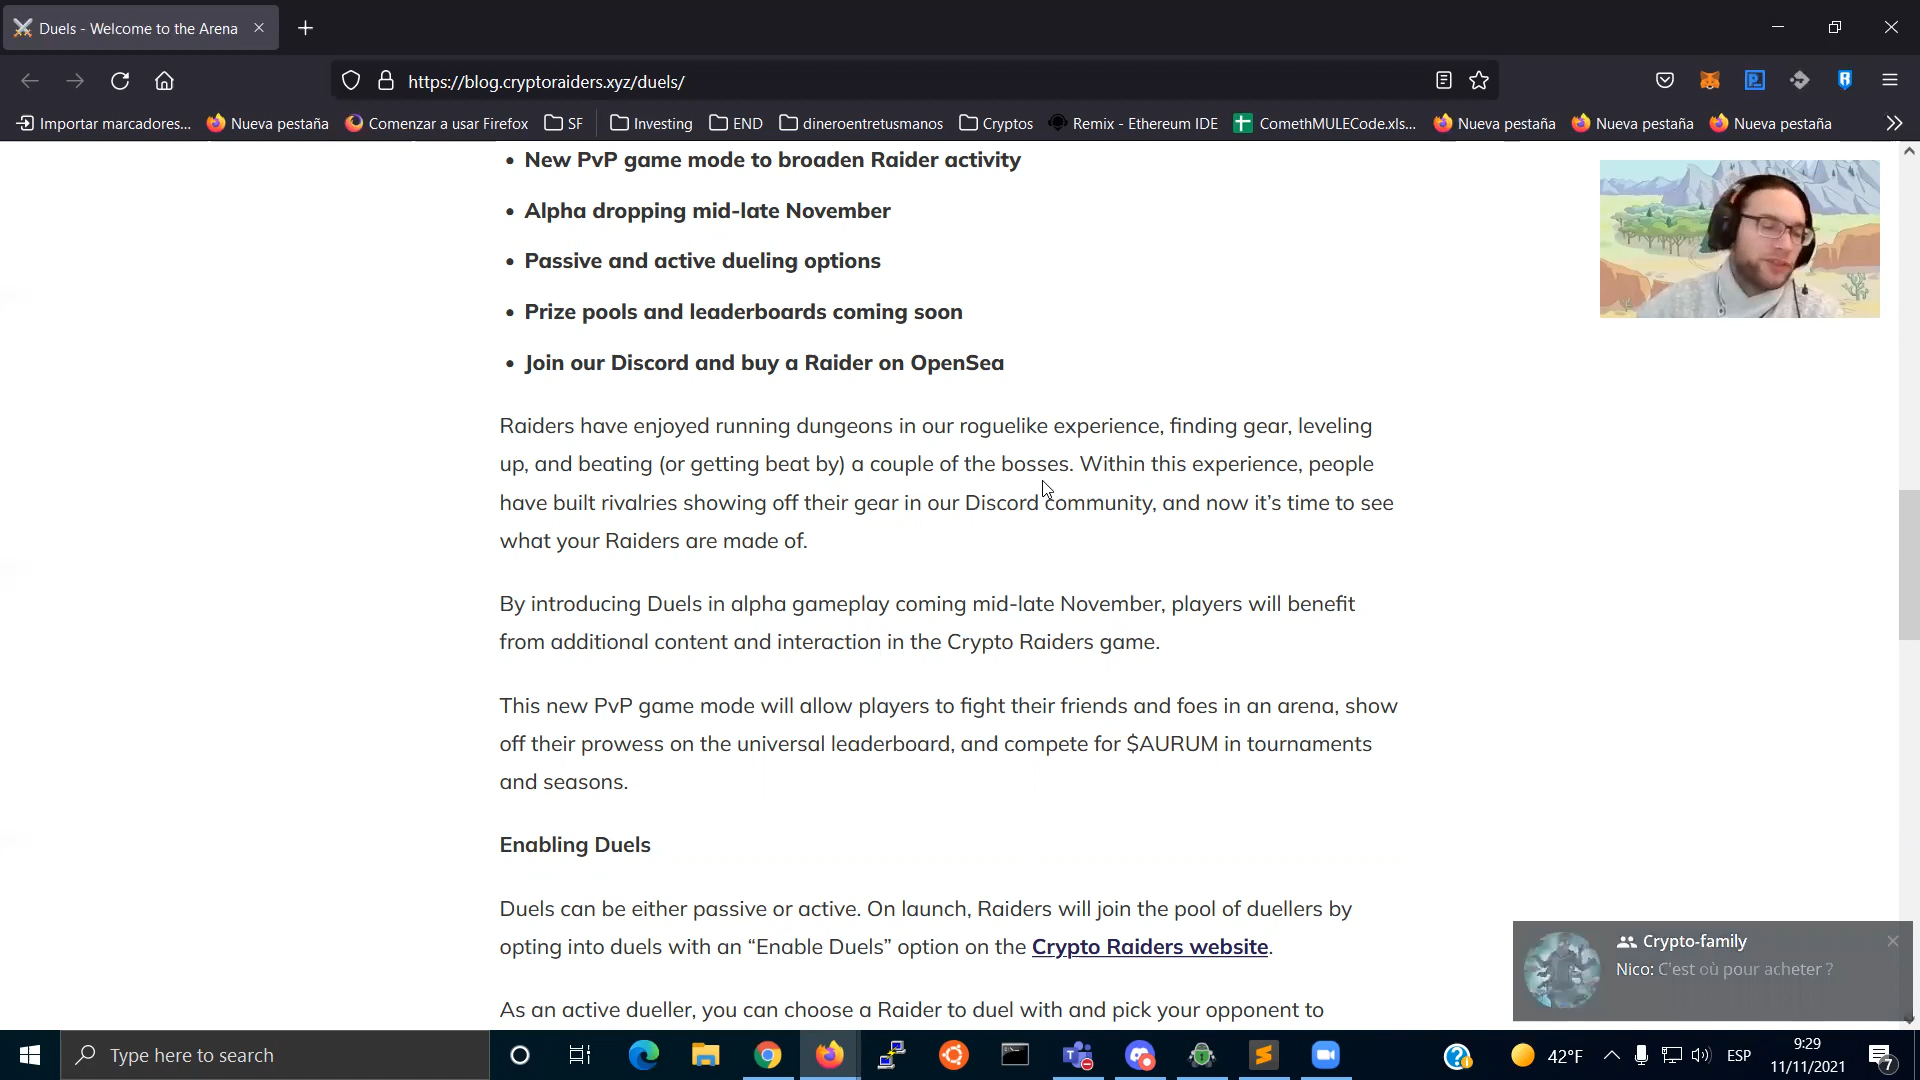 Duels - Welcome to the Arena
https://blog.cryptoraiders.xyz/duels/
Importar marcadores... Nueva pestaña Comenzar a usar Firefox SF Investing END dineroentretusmanos Cryptos Remix - Ethereum IDE ComethMULECode.xls... Nueva pestaña Nueva pestaña Nueva pestaña
• New PvP game mode to broaden Raider activity
• Alpha dropping mid-late November
• Passive and active dueling options
• Prize pools and leaderboards coming soon
• Join our Discord and buy a Raider on OpenSea
Raiders have enjoyed running dungeons in our roguelike experience, finding gear, leveling
up, and beating (or getting beat by) a couple of the bosses. Within this experience, people
have built rivalries showing off their gear in our Discord community, and now it’s time to see
what your Raiders are made of.
By introducing Duels in alpha gameplay coming mid-late November, players will benefit
from additional content and interaction in the Crypto Raiders game.
This new PvP game mode will allow players to fight their friends and foes in an arena, show
off their prowess on the universal leaderboard, and compete for $AURUM in tournaments
and seasons.
Enabling Duels
Duels can be either passive or active. On launch, Raiders will join the pool of duellers by
opting into duels with an “Enable Duels” option on the Crypto Raiders website.
As an active dueller, you can choose a Raider to duel with and pick your opponent to
Crypto-family
Nico: C'est où pour acheter ?
Type here to search
42°F
ESP
9:29
11/11/2021
7